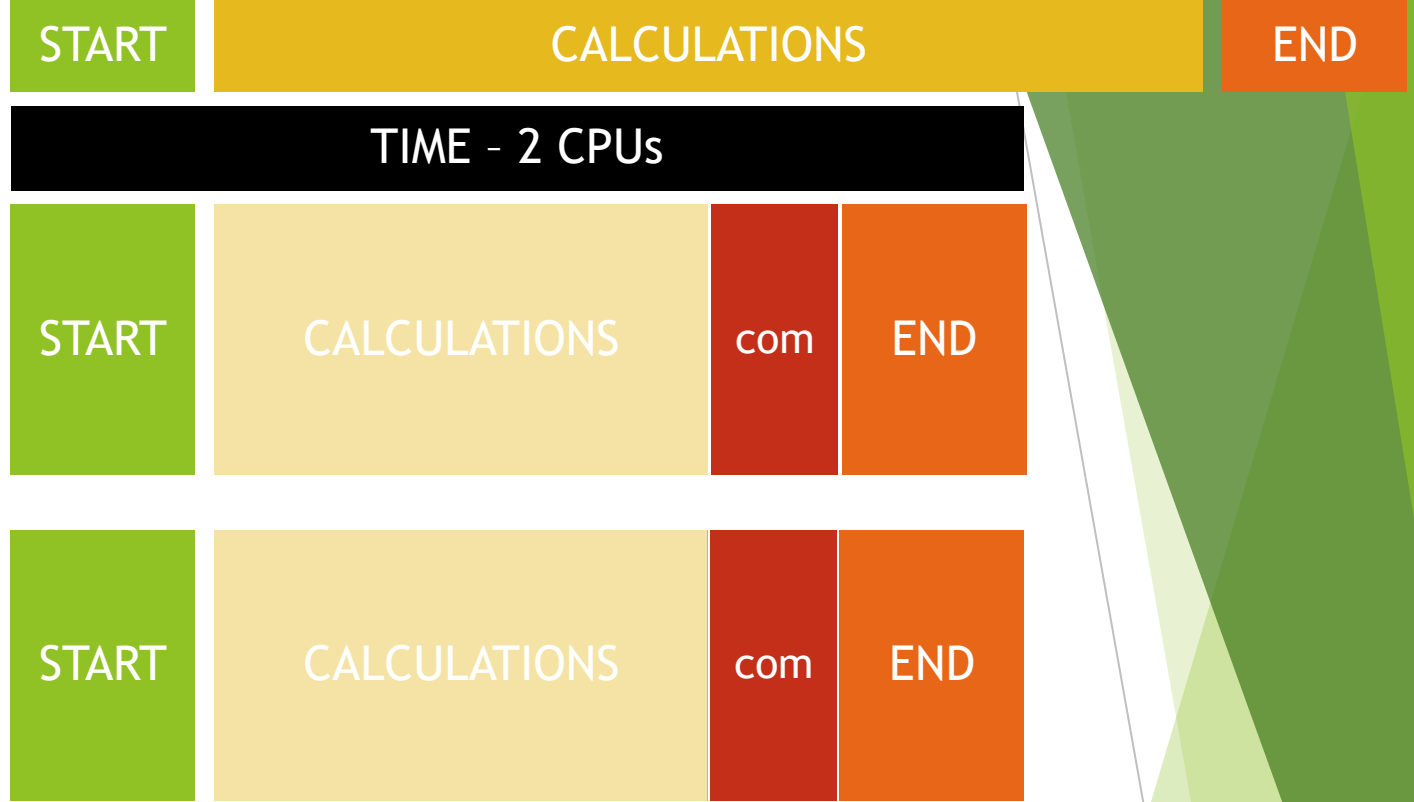 START CALCULATIONS END
TIME – 2 CPUs
START CALCULATIONS com END
START CALCULATIONS com END